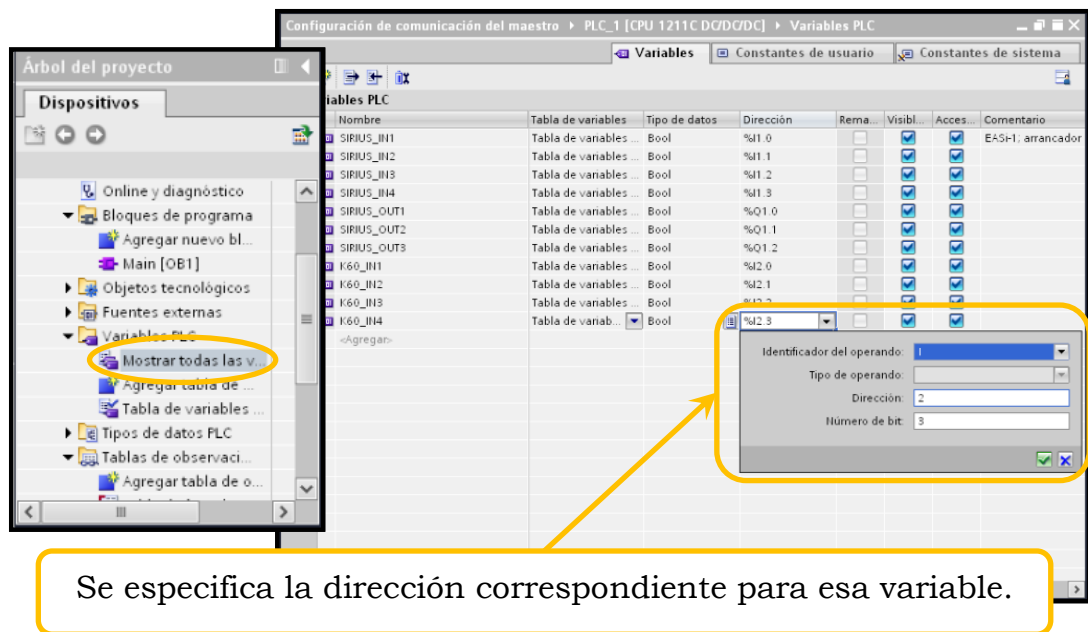 Configuración de comunicación del maestro ▸ PLC_1 [CPU 1211C DC/DC/DC] ▸ Variables PLC
Variables Constantes de usuario Constantes de sistema
iables PLC
Nombre Tabla de variables Tipo de datos Dirección Rema... Visibl... Acces... Comentario
SIRIUS_IN1 Tabla de variables ... Bool %I1.0 EASH1; arrancador
SIRIUS_IN2 Tabla de variables ... Bool %I1.1
SIRIUS_IN3 Tabla de variables ... Bool %I1.2
SIRIUS_IN4 Tabla de variables ... Bool %I1.3
SIRIUS_OUT1 Tabla de variables ... Bool %Q1.0
SIRIUS_OUT2 Tabla de variables ... Bool %Q1.1
SIRIUS_OUT3 Tabla de variables ... Bool %Q1.2
K60_IN1 Tabla de variables ... Bool %I2.0
K60_IN2 Tabla de variables ... Bool %I2.1
K60_IN3 Tabla de variables ... Bool %I2.2
K60_IN4 Tabla de variab... Bool %I2.3
<Agregar>
Identificador del operando: I
Tipo de operando:
Dirección: 2
Número de bit: 3
Árbol del proyecto
Dispositivos
Online y diagnóstico
Bloques de programa
Agregar nuevo bl...
Main [OB1]
Objetos tecnológicos
Fuentes externas
Variables PLC
Mostrar todas las v...
Agregar tabla de ...
Tabla de variables ...
Tipos de datos PLC
Tablas de observaci...
Agregar tabla de o...
Se especifica la dirección correspondiente para esa variable.